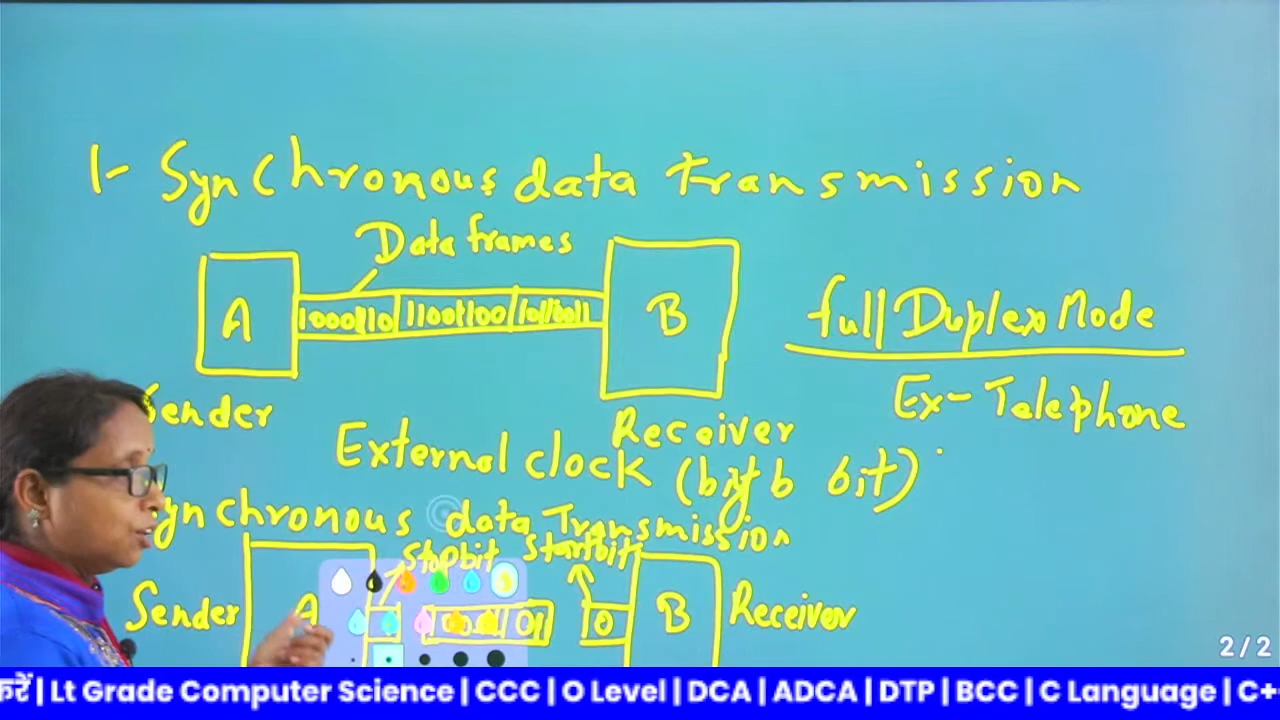 1- Synchronous data Transmission
Data frames
A
1000110 11001100
B
full Duplex Mode
Ex- Telephone
Sender
Receiver
External clock (bit by bit)
ynchronous data Transmission
Stop bit Start bit
Sender A 01 0 B Receiver
2/2
करें | Lt Grade Computer Science | CCC | O Level | DCA | ADCA | DTP | BCC | C Language | C+